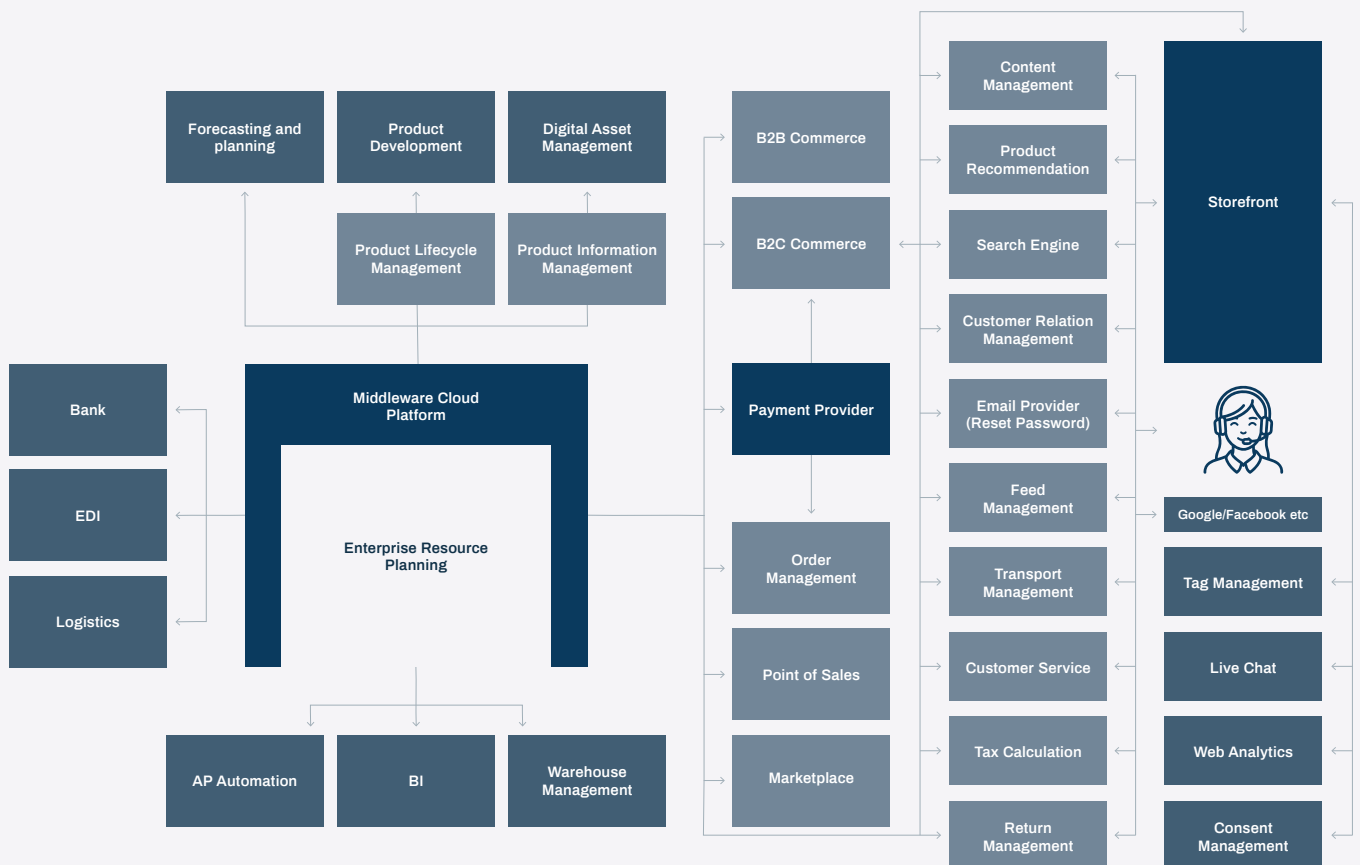 Forecasting and
planning
Product
Development
Digital Asset
Management
Product Lifecycle
Management
Product Information
Management
Bank
EDI
Logistics
Middleware Cloud
Platform
Enterprise Resource
Planning
AP Automation
BI
Warehouse
Management
B2B Commerce
B2C Commerce
Payment Provider
Order
Management
Point of Sales
Marketplace
Content
Management
Product
Recommendation
Search Engine
Customer Relation
Management
Email Provider
(Reset Password)
Feed
Management
Transport
Management
Customer Service
Tax Calculation
Return
Management
Storefront
Google/Facebook etc
Tag Management
Live Chat
Web Analytics
Consent
Management